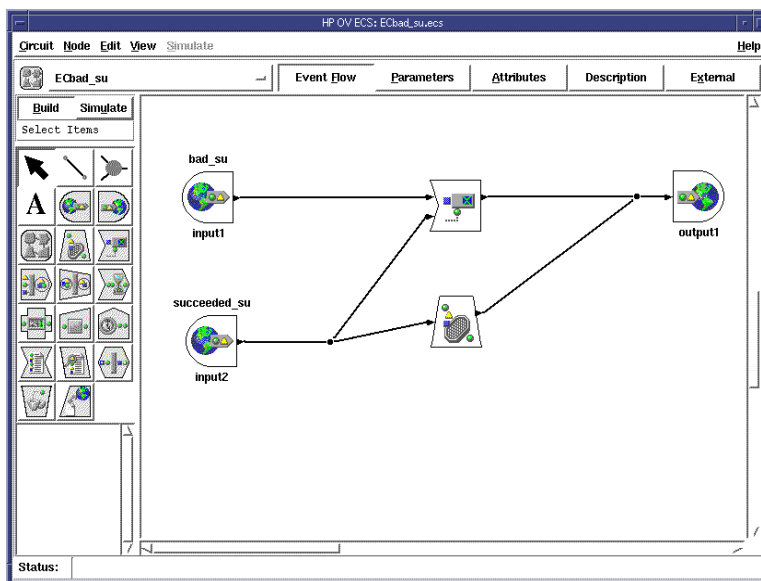 HP OV ECS: ECbad_su.ecs
Circuit Node Edit View Simulate Help
ECbad_su Event Flow Parameters Attributes Description External
Build Simulate
Select Items
A
bad_su
input1
output1
succeeded_su
input2
Status: